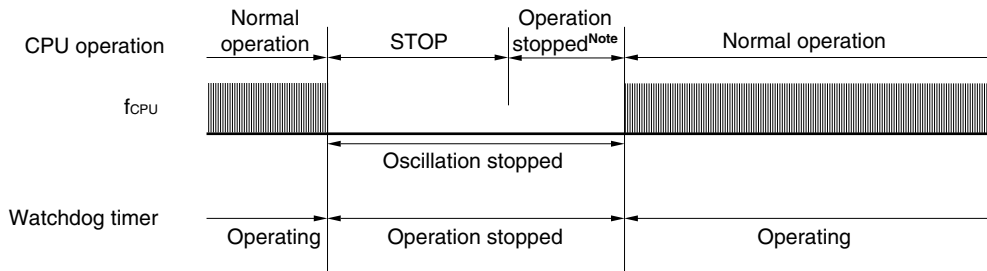 Normal operation
CPU operation
STOP
Operation stoppedNote
Normal operation
fCPU
Oscillation stopped
Watchdog timer
Operating
Operation stopped
Operating